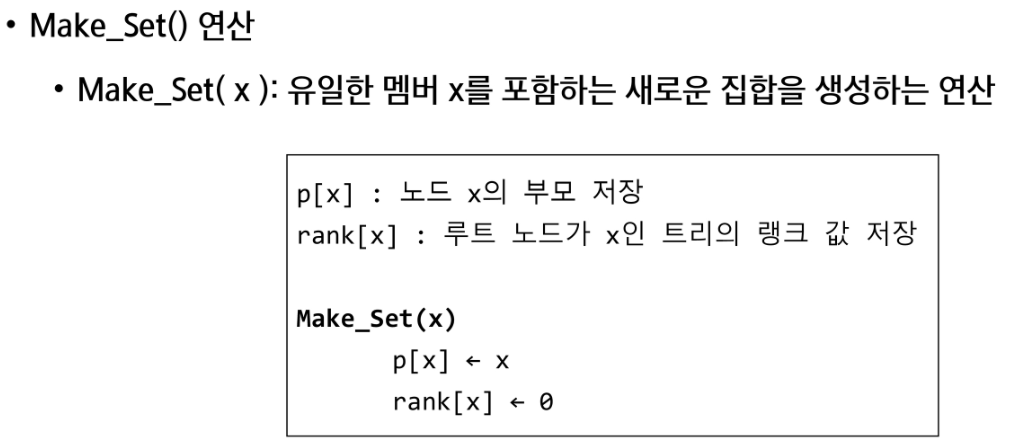 • Make_Set() 연산
• Make_Set( x ): 유일한 멤버 x를 포함하는 새로운 집합을 생성하는 연산
p[x] : 노드 x의 부모 저장
rank[x] : 루트 노드가 x인 트리의 랭크 값 저장
Make_Set(x)
p[x] ← x
rank[x] ← 0